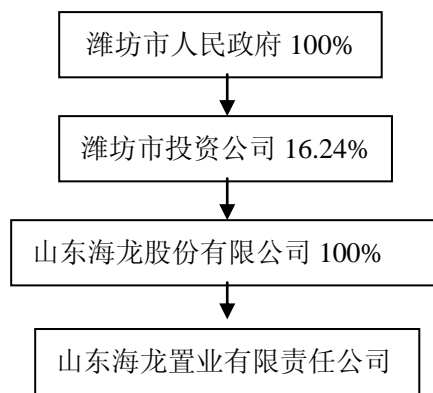 潍坊市人民政府 100%
潍坊市投资公司 16.24%
山东海龙股份有限公司 100%
山东海龙置业有限责任公司